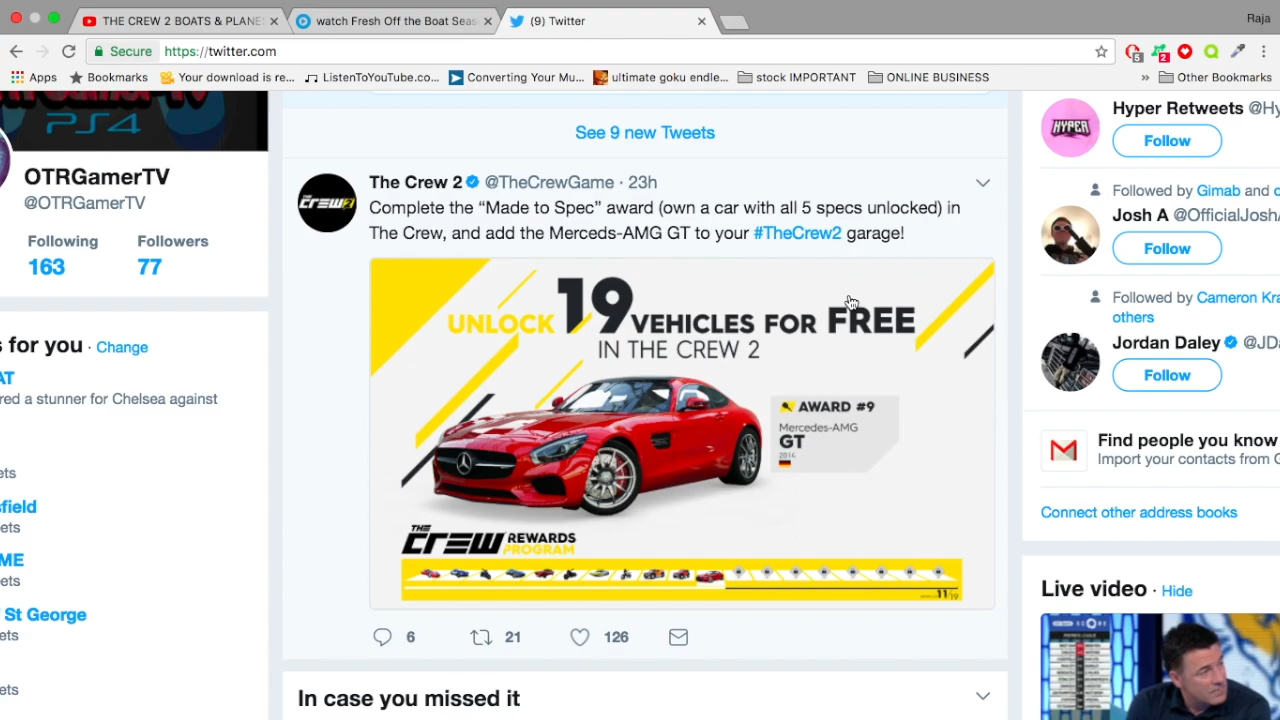 THE CREW 2 BOATS & PLANE
watch Fresh Off the Boat Seas
(9) Twitter
Raja
Secure
https://twitter.com
5
2
Apps
Bookmarks
Your download is re...
ListenToYouTube.co...
Converting Your Mu...
ultimate goku endle...
stock IMPORTANT
ONLINE BUSINESS
»
Other Bookmarks
PS4
OTRGamerTV
@OTRGamerTV
Following
Followers
163
77
s for you · Change
red a stunner for Chelsea against
ets
sfield
ets
ME
ets
St George
ets
ets
See 9 new Tweets
THE CREW2
The Crew 2 @TheCrewGame · 23h
Complete the “Made to Spec” award (own a car with all 5 specs unlocked) in
The Crew, and add the Merceds-AMG GT to your #TheCrew2 garage!
UNLOCK 19 VEHICLES FOR FREE
IN THE CREW 2
AWARD #9
Mercedes-AMG
GT
2014
THE CREW REWARDS
PROGRAM
11/19
6
21
126
In case you missed it
HYPER
Hyper Retweets @Hy
Follow
Followed by Gimab and
Josh A @OfficialJosh
Follow
Followed by Cameron Kra
others
Jordan Daley @JDa
Follow
Find people you know
Import your contacts from G
Connect other address books
Live video · Hide